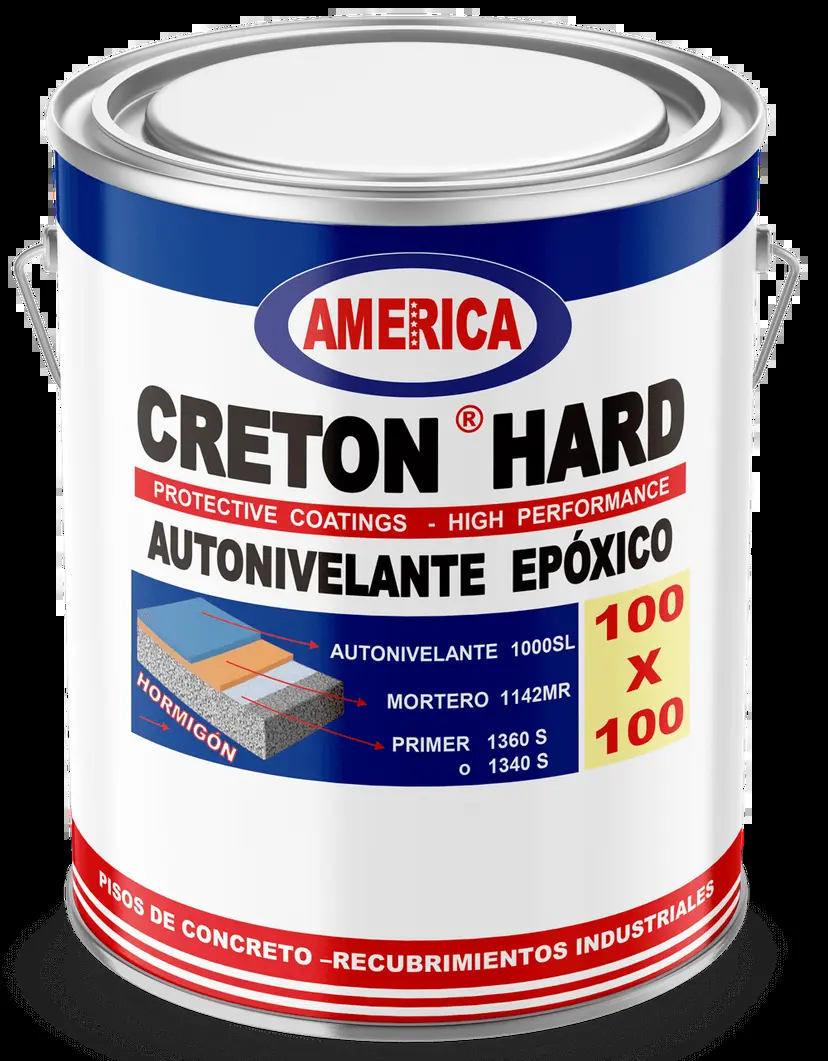 AMERICA
CRETON ® HARD
PROTECTIVE COATINGS - HIGH PERFORMANCE
AUTONIVELANTE EPÓXICO
AUTONIVELANTE 1000SL
MORTERO 1142MR
PRIMER 1360 S
o 1340 S
HORMIGÓN
100
X
100
PISOS DE CONCRETO –RECUBRIMIENTOS INDUSTRIALES